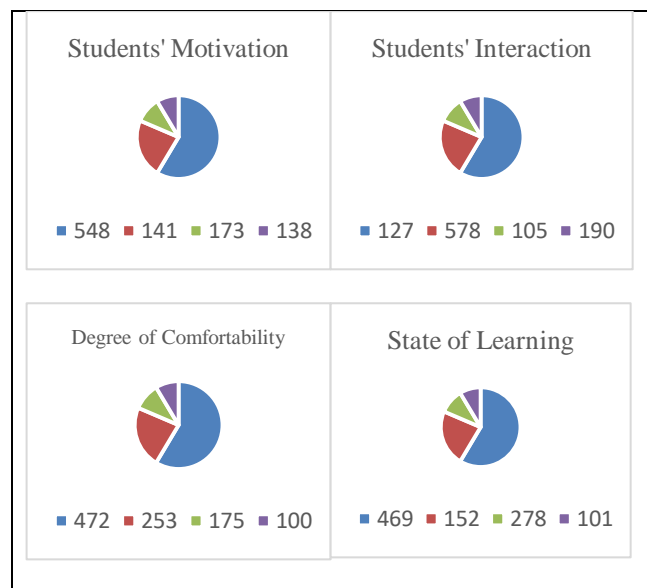 Students' Motivation
548 141 173 138
Students' Interaction
127 578 105 190
Degree of Comfortability
472 253 175 100
State of Learning
469 152 278 101